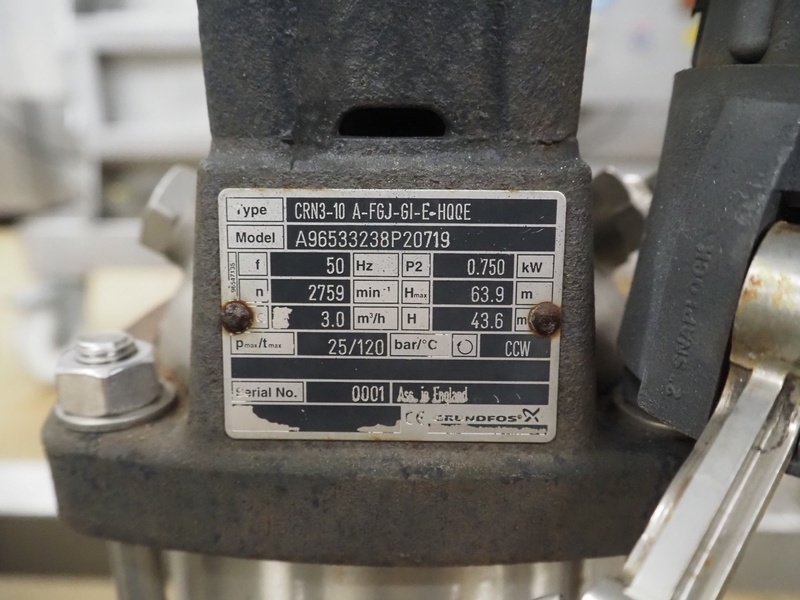 Type CRN3-10 A-FGJ-GI-E-HQQE
Model A96533238P20719
f 50 Hz P2 0.750 kW
n 2759 min⁻¹ Hmax 63.9 m
3.0 m³/h H 43.6 m
pmax/tmax 25/120 bar/°C CCW
Serial No. 0001 Ass. in England
CE GRUNDFOS
96547135